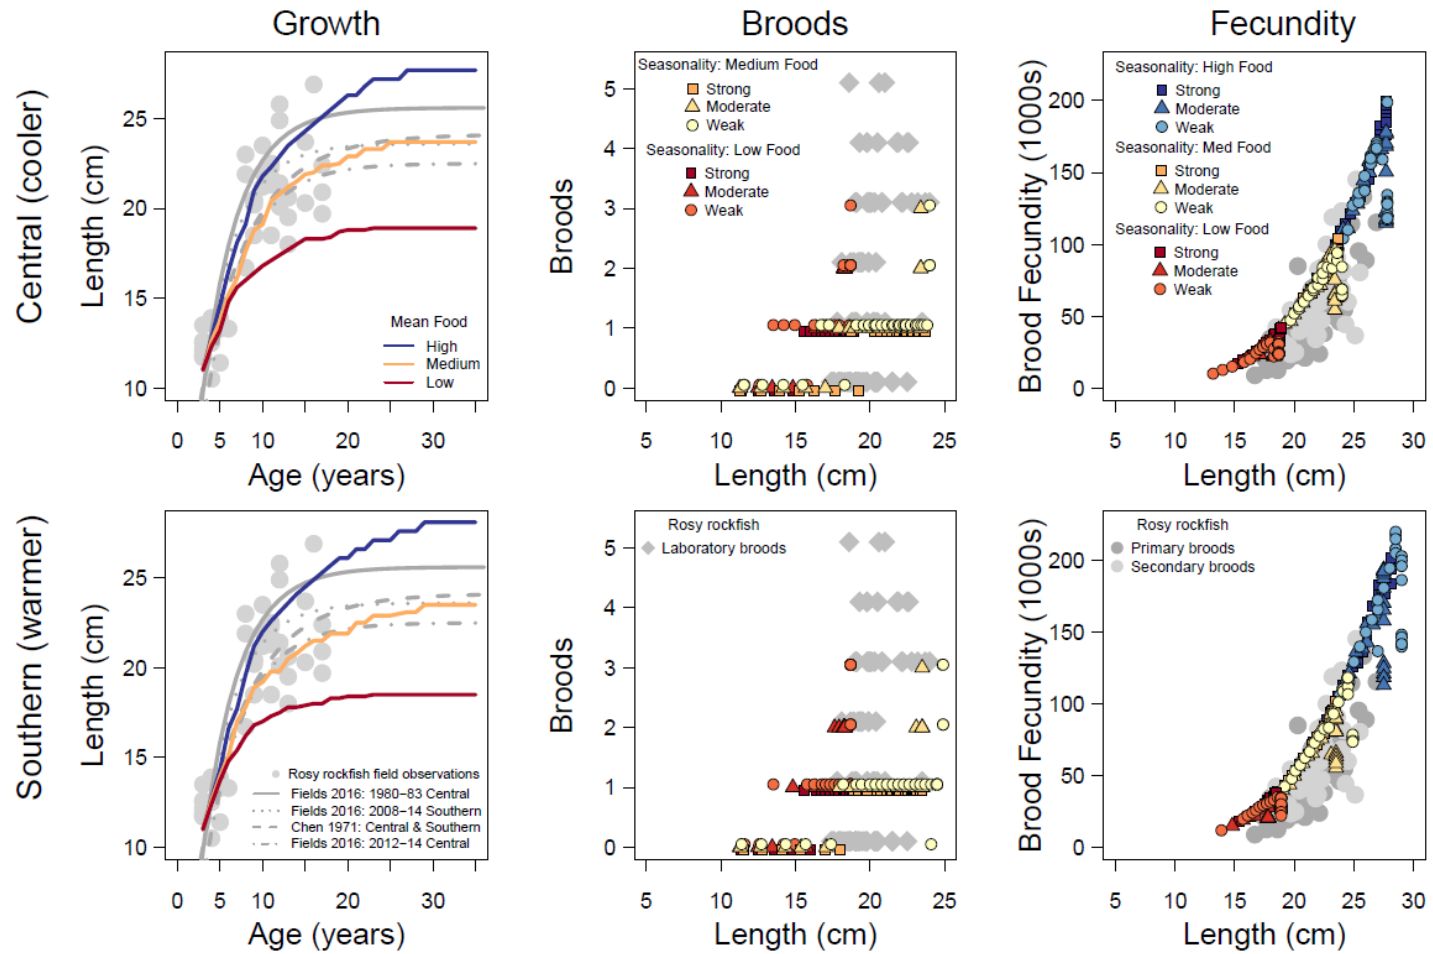 Growth
Broods
Fecundity
Central (cooler)
Length (cm)
25
20
15
10
Mean Food
High
Medium
Low
0 5 10 20 30
Age (years)
Broods
5
4
3
2
1
0
Seasonality: Medium Food
Strong
Moderate
Weak
Seasonality: Low Food
Strong
Moderate
Weak
5 10 15 20 25
Length (cm)
Brood Fecundity (1000s)
200
150
100
50
0
Seasonality: High Food
Strong
Moderate
Weak
Seasonality: Med Food
Strong
Moderate
Weak
Seasonality: Low Food
Strong
Moderate
Weak
5 10 15 20 25 30
Length (cm)
Southern (warmer)
Length (cm)
25
20
15
10
Rosy rockfish field observations
Fields 2016: 1980−83 Central
Fields 2016: 2008−14 Southern
Chen 1971: Central & Southern
Fields 2016: 2012−14 Central
0 5 10 20 30
Age (years)
Broods
5
4
3
2
1
0
Rosy rockfish
Laboratory broods
5 10 15 20 25
Length (cm)
Brood Fecundity (1000s)
200
150
100
50
0
Rosy rockfish
Primary broods
Secondary broods
5 10 15 20 25 30
Length (cm)